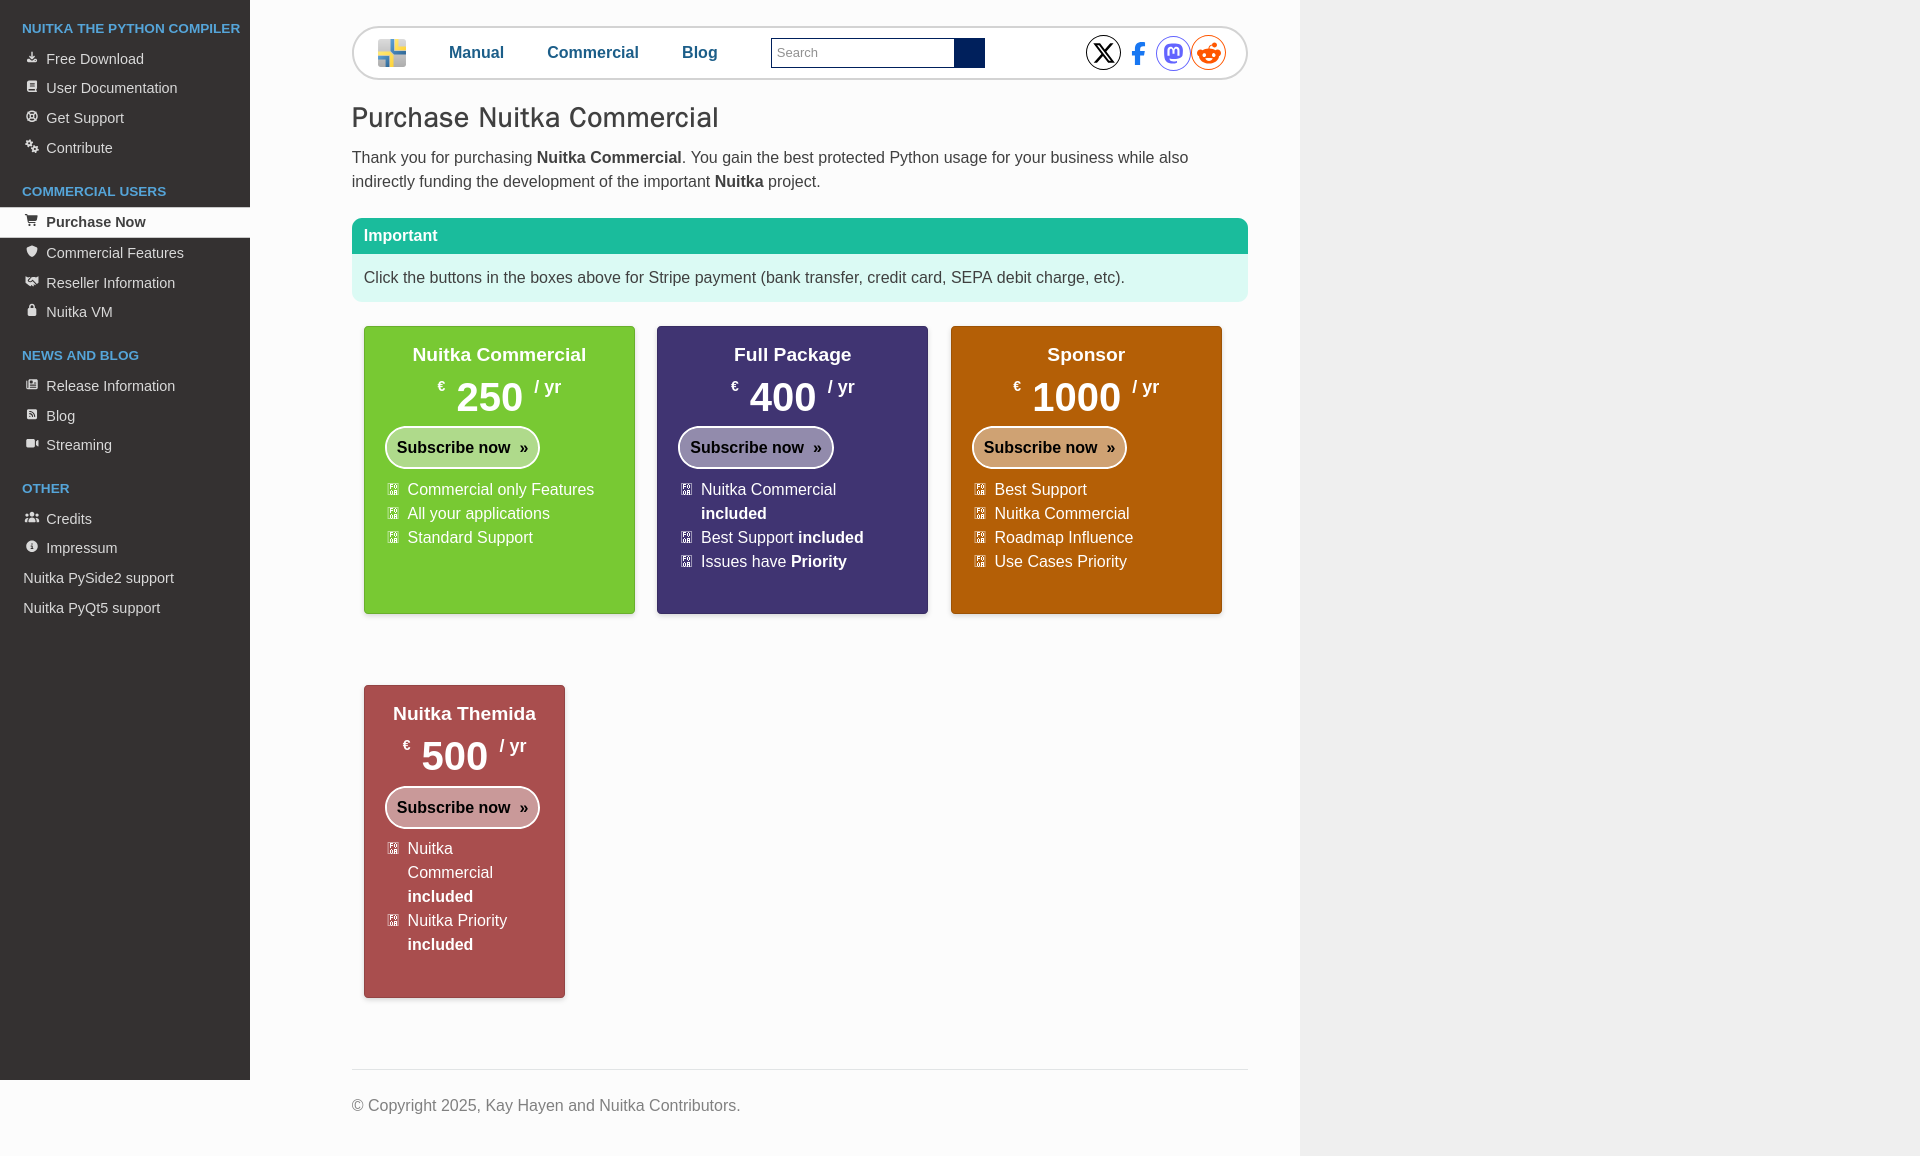 NUITKA THE PYTHON COMPILER
Free Download
User Documentation
Get Support
Contribute
COMMERCIAL USERS
Purchase Now
Commercial Features
Reseller Information
Nuitka VM
NEWS AND BLOG
Release Information
Blog
Streaming
OTHER
Credits
Impressum
Nuitka PySide2 support
Nuitka PyQt5 support
Manual Commercial Blog Search
Purchase Nuitka Commercial
Thank you for purchasing Nuitka Commercial. You gain the best protected Python usage for your business while also
indirectly funding the development of the important Nuitka project.
Important
Click the buttons in the boxes above for Stripe payment (bank transfer, credit card, SEPA debit charge, etc).
Nuitka Commercial
€ 250 / yr
Subscribe now »
Commercial only Features
All your applications
Standard Support
Full Package
€ 400 / yr
Subscribe now »
Nuitka Commercial
included
Best Support included
Issues have Priority
Sponsor
€ 1000 / yr
Subscribe now »
Best Support
Nuitka Commercial
Roadmap Influence
Use Cases Priority
Nuitka Themida
€ 500 / yr
Subscribe now »
Nuitka
Commercial
included
Nuitka Priority
included
© Copyright 2025, Kay Hayen and Nuitka Contributors.